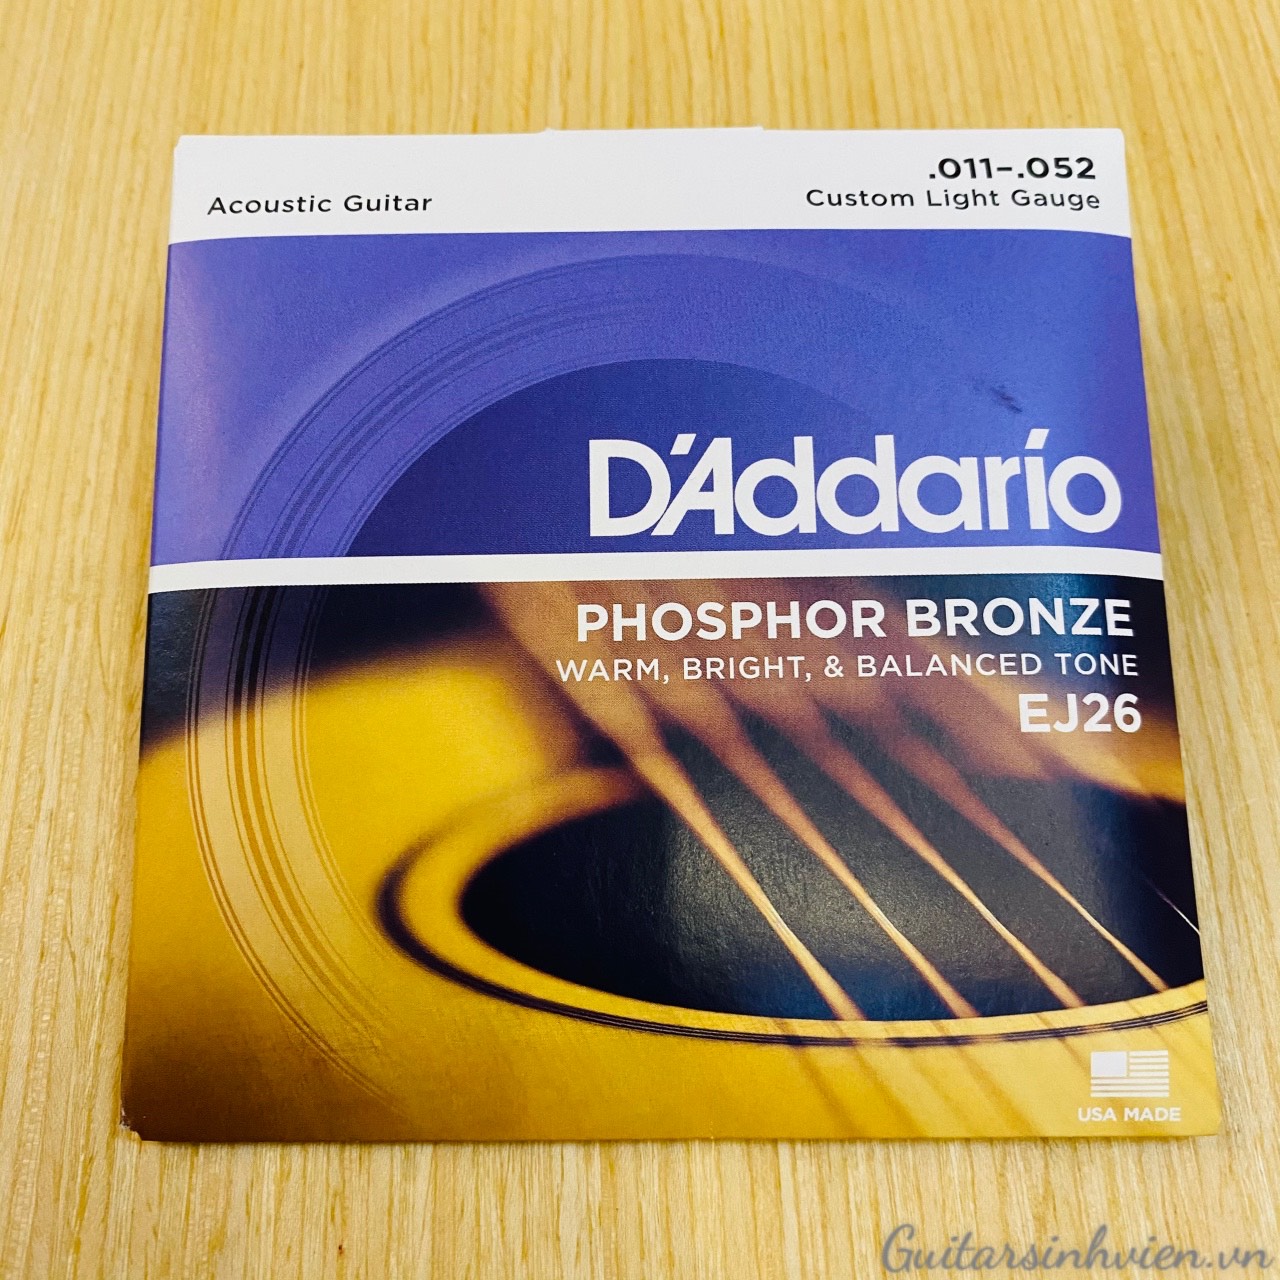 Acoustic Guitar
.011–.052
Custom Light Gauge
D'Addario
PHOSPHOR BRONZE
WARM, BRIGHT, & BALANCED TONE
EJ26
USA MADE
Guitarsinhvien.vn